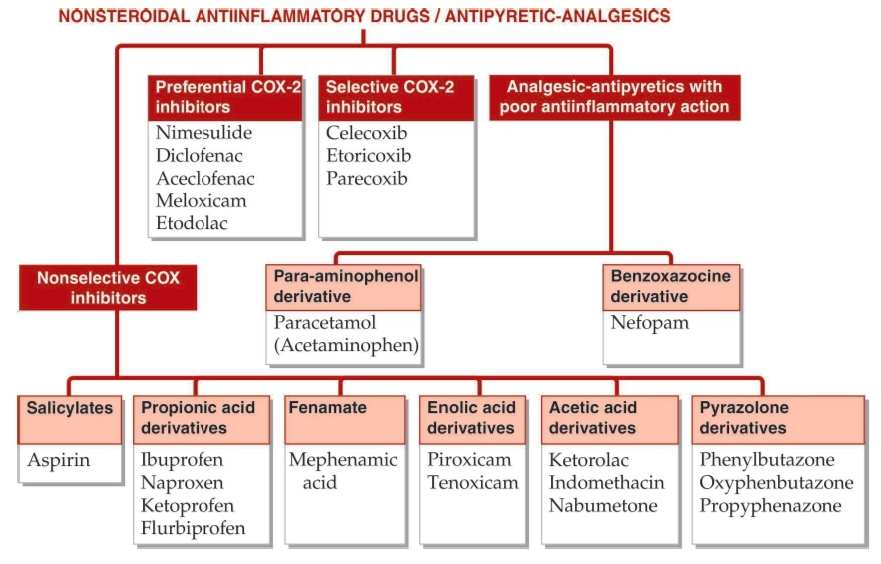 NONSTEROIDAL ANTIINFLAMMATORY DRUGS / ANTIPYRETIC-ANALGESICS
Preferential COX-2
inhibitors
Nimesulide
Diclofenac
Aceclofenac
Meloxicam
Etodolac
Selective COX-2
inhibitors
Celecoxib
Etoricoxib
Parecoxib
Analgesic-antipyretics with
poor antiinflammatory action
Nonselective COX
inhibitors
Para-aminophenol
derivative
Paracetamol
(Acetaminophen)
Benzoxazocine
derivative
Nefopam
Salicylates
Aspirin
Propionic acid
derivatives
Ibuprofen
Naproxen
Ketoprofen
Flurbiprofen
Fenamate
Mephenamic
acid
Enolic acid
derivatives
Piroxicam
Tenoxicam
Acetic acid
derivatives
Ketorolac
Indomethacin
Nabumetone
Pyrazolone
derivatives
Phenylbutazone
Oxyphenbutazone
Propyphenazone